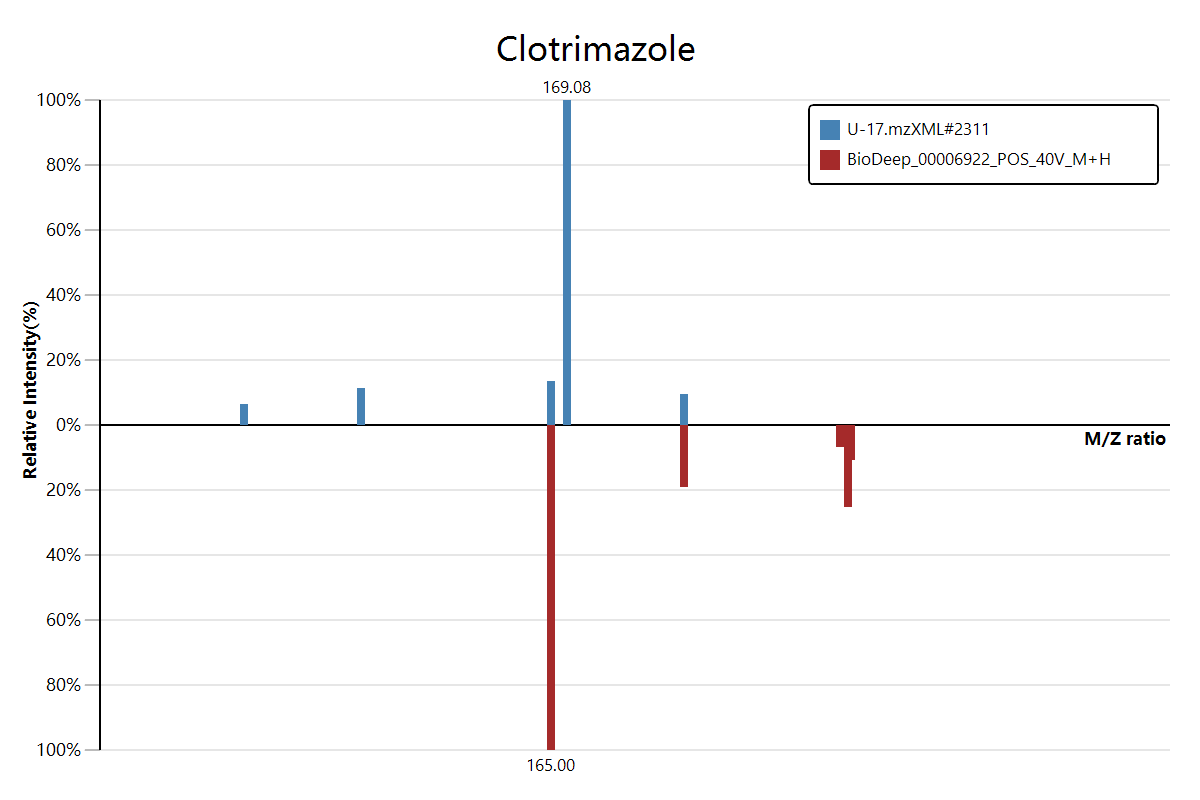 Clotrimazole
169.08
100%
80%
60%
40%
20%
0%
20%
40%
60%
80%
100%
Relative Intensity(%)
U-17.mzXML#2311
BioDeep_00006922_POS_40V_M+H
M/Z ratio
165.00